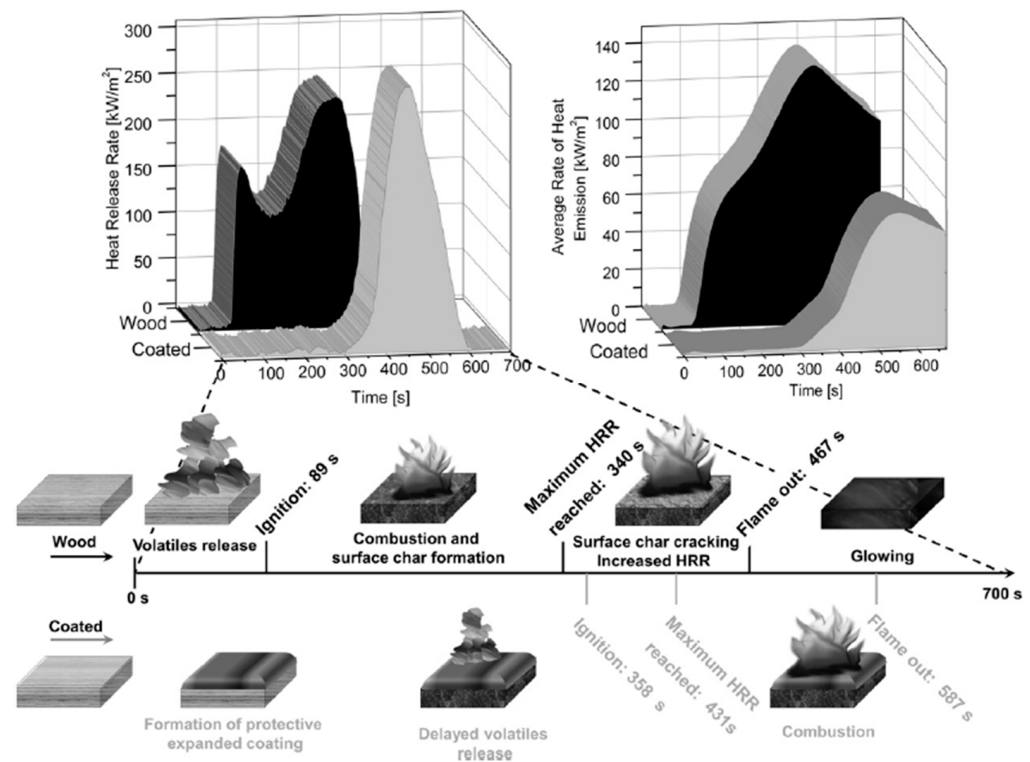 300
250
200
150
100
50
0
Heat Release Rate [kW/m²]
Wood
Coated
0 100 200 300 400 500 600 700
Time [s]
140
120
100
80
60
40
20
0
Average Rate of Heat
Emission [kW/m²]
Wood
Coated
0 100 200 300 400 500 600
Time [s]
Wood
Volatiles release
Ignition: 89 s
Combustion and
surface char formation
Maximum HRR
reached: 340 s
Surface char cracking
Increased HRR
Flame out: 467 s
Glowing
0 s
700 s
Coated
Formation of protective
expanded coating
Delayed volatiles
release
Ignition: 358 s
Maximum HRR
reached: 431s
Combustion
Flame out: 587 s